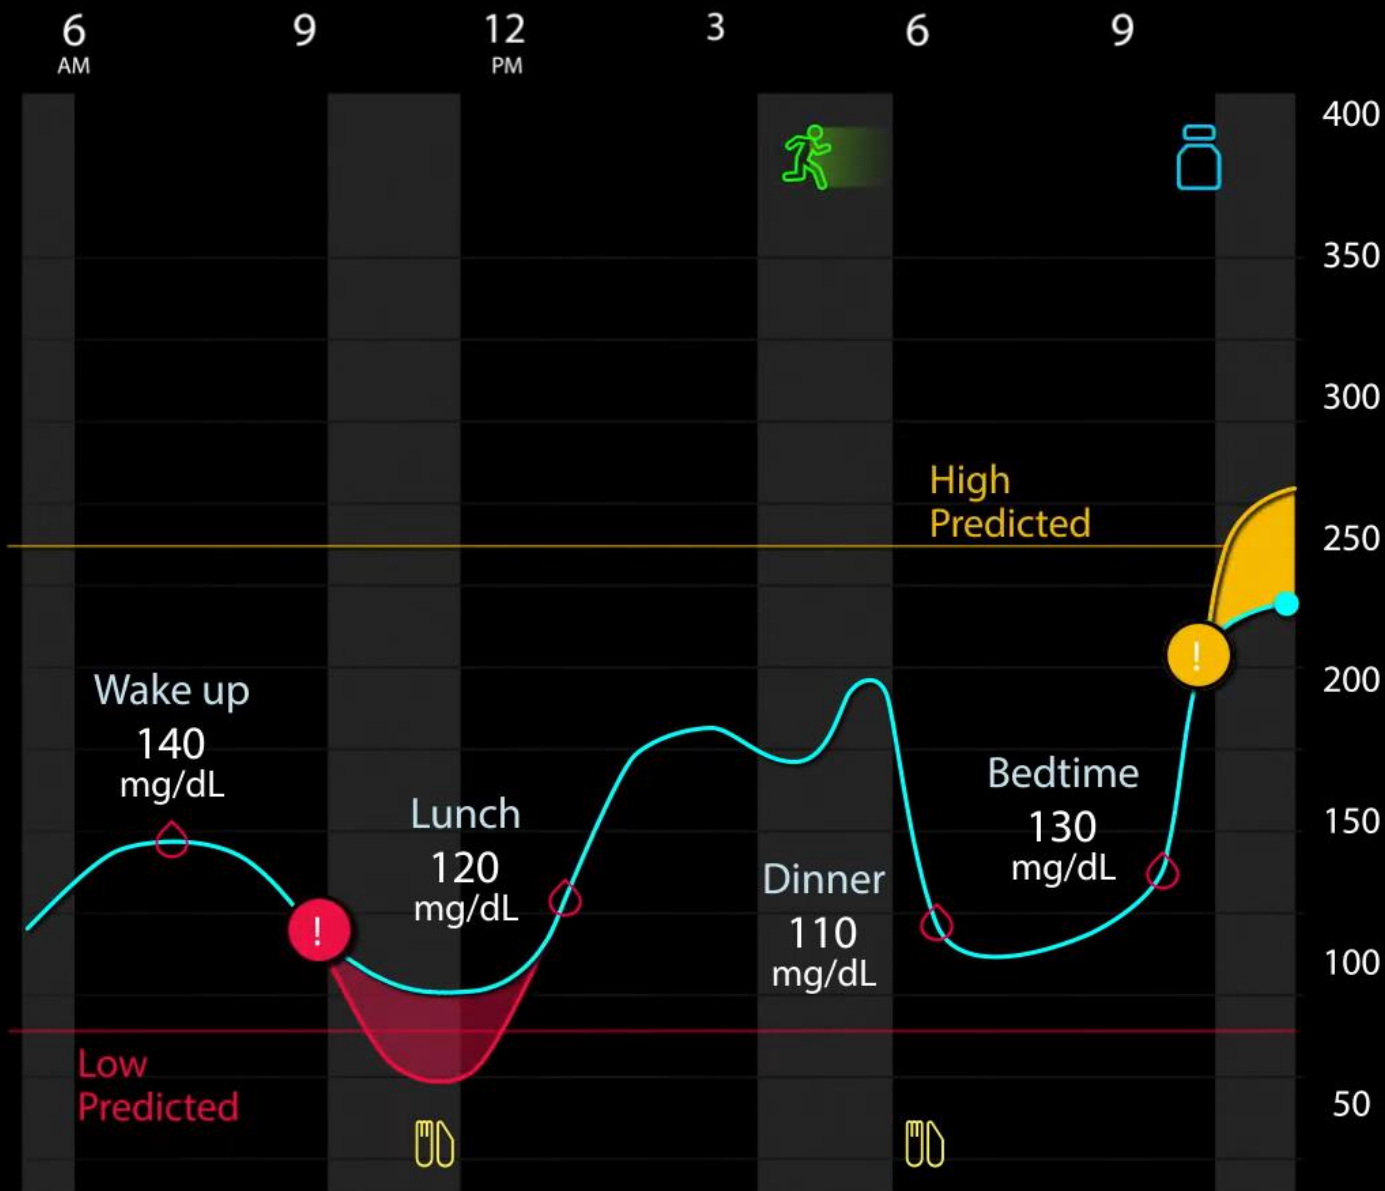 6 9 12 3 6 9
AM PM
400
350
300
High
Predicted
250
Wake up
140
mg/dL
200
Lunch
120
mg/dL
Bedtime
130
mg/dL
150
Dinner
110
mg/dL
100
Low
Predicted
50
!
!